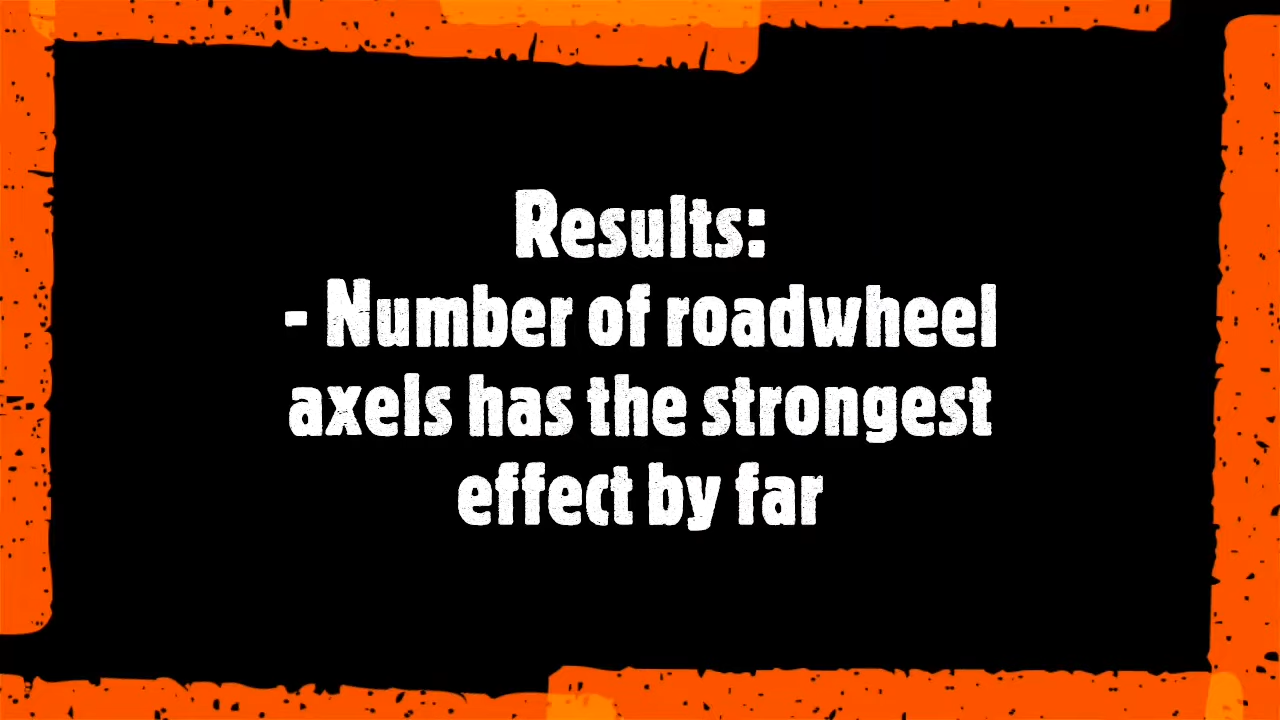 Results:
- Number of roadwheel
axels has the strongest
effect by far